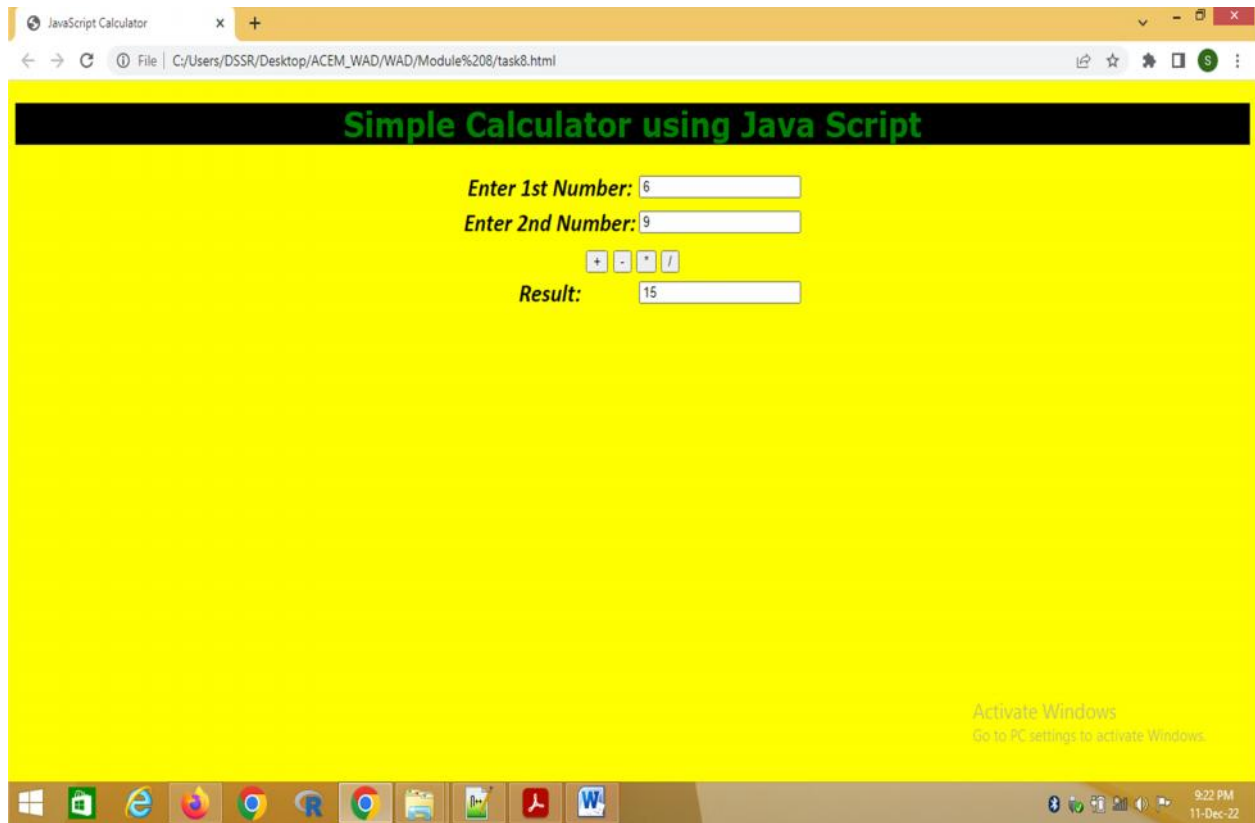 JavaScript Calculator
File C:/Users/DSSR/Desktop/ACEM_WAD/WAD/Module%208/task8.html
S
Simple Calculator using Java Script
Enter 1st Number: 6
Enter 2nd Number: 9
+ - * /
Result: 15
Activate Windows
Go to PC settings to activate Windows.
9:22 PM
11-Dec-22